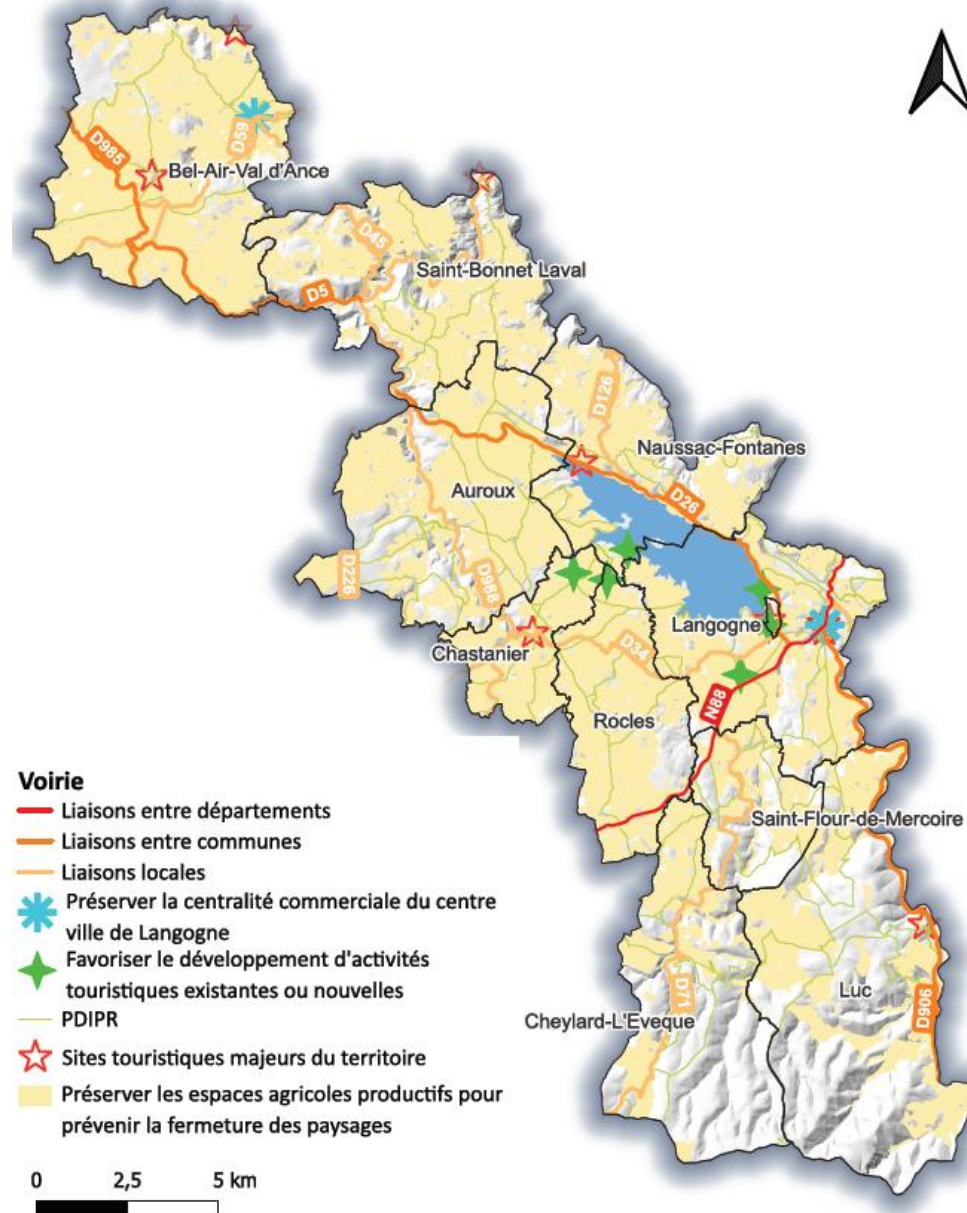 D985
D59
Bel-Air-Val d'Ance
D45
Saint-Bonnet Laval
D5
D126
Naussac-Fontanes
Auroux
D26
D226
D988
Langogne
Chastanier
D34
N88
Rocles
Saint-Flour-de-Mercoire
Luc
D71
D906
Cheylard-L'Eveque
Voirie
Liaisons entre départements
Liaisons entre communes
Liaisons locales
Préserver la centralité commerciale du centre
ville de Langogne
Favoriser le développement d'activités
touristiques existantes ou nouvelles
PDIPR
Sites touristiques majeurs du territoire
Préserver les espaces agricoles productifs pour
prévenir la fermeture des paysages
0 2,5 5 km